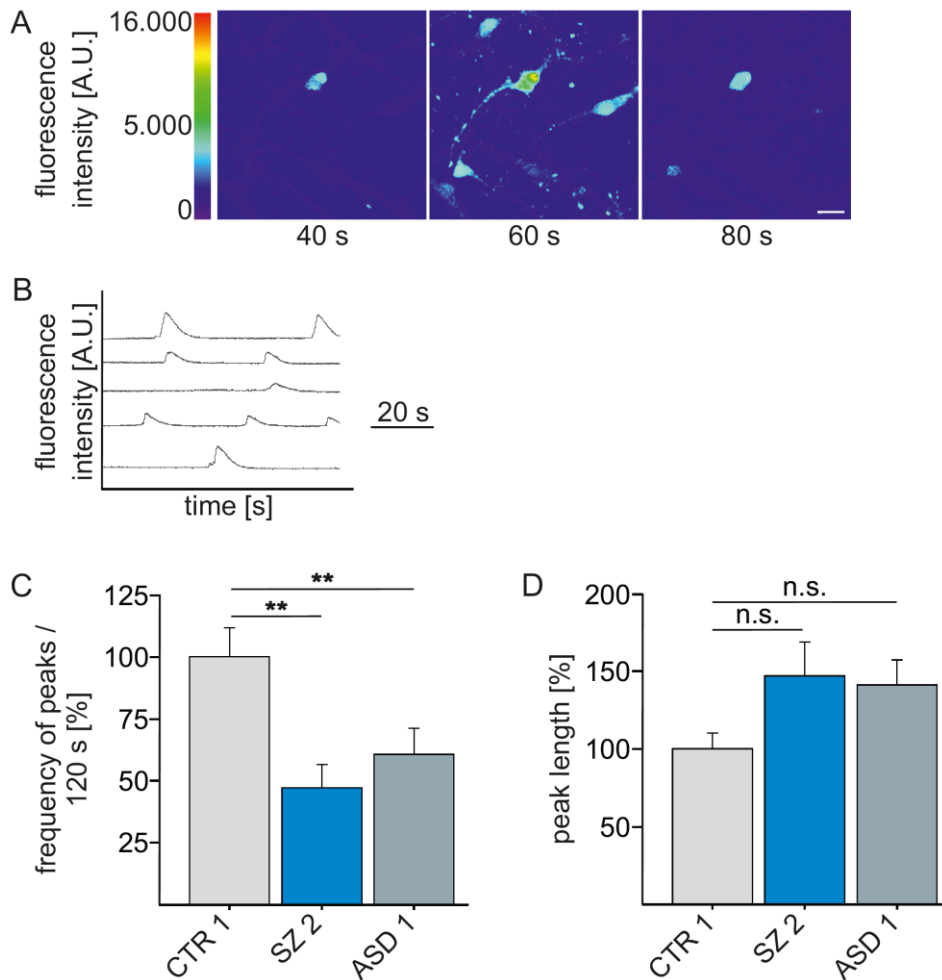 A
fluorescence
intensity [A.U.]
16.000
5.000
0
40 s
60 s
80 s
B
fluorescence
intensity [A.U.]
20 s
time [s]
C
frequency of peaks /
120 s [%]
125
100
75
50
25
**
**
CTR 1
SZ 2
ASD 1
D
peak length [%]
200
150
100
50
n.s.
n.s.
CTR 1
SZ 2
ASD 1